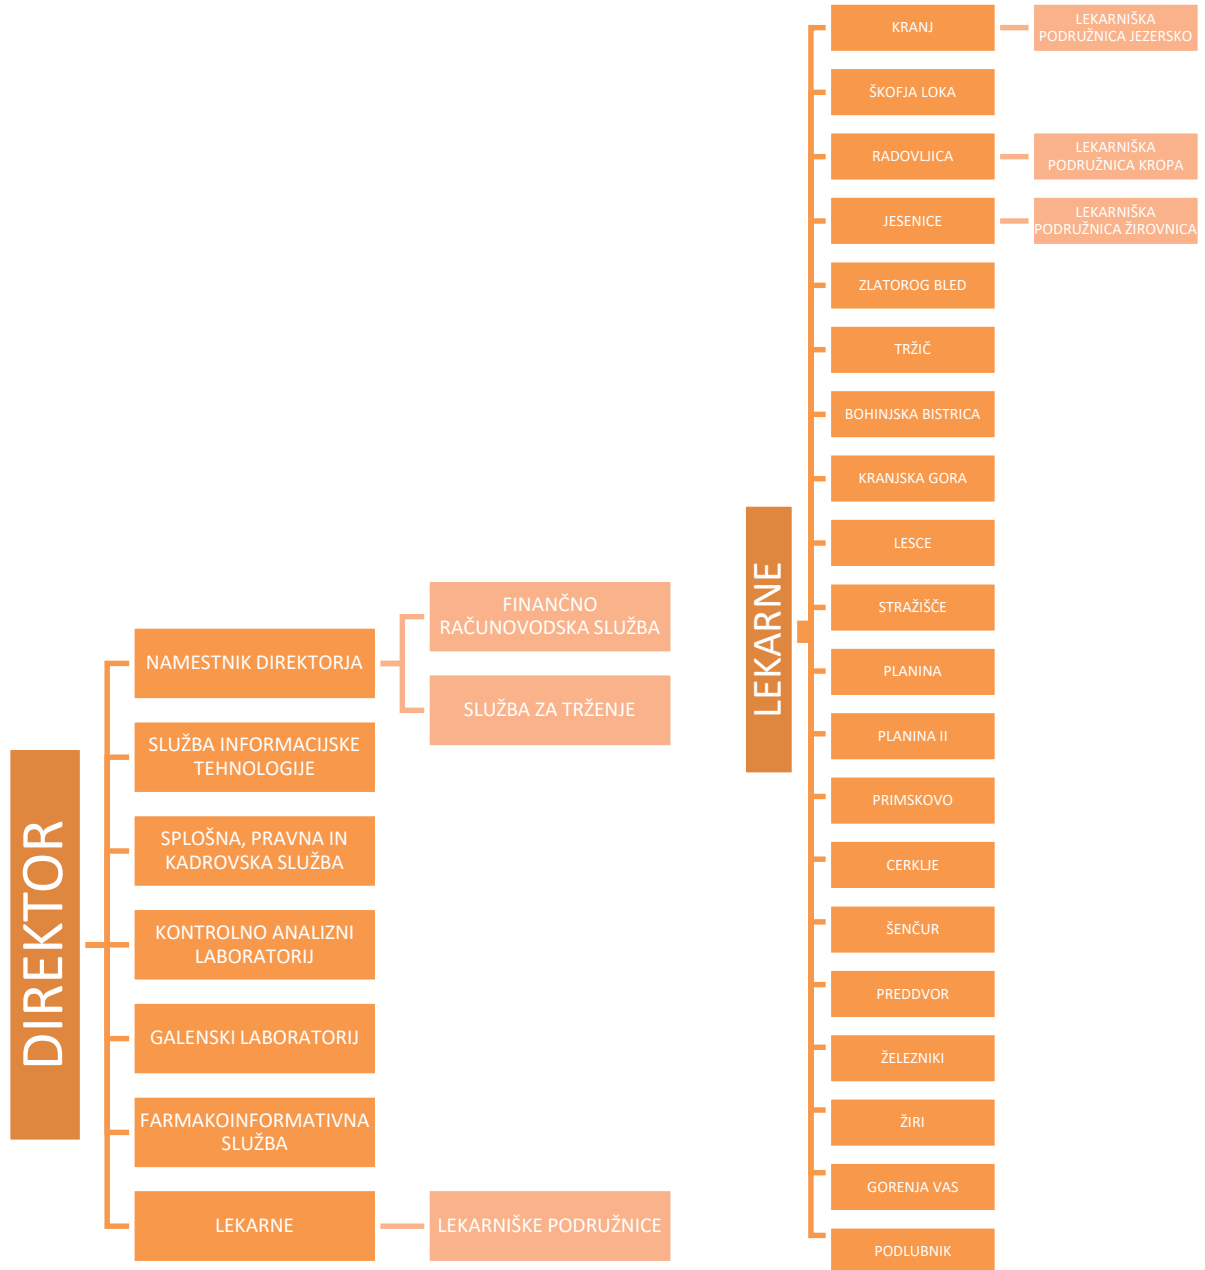 DIREKTOR
NAMESTNIK DIREKTORJA
FINANČNO
RAČUNOVODSKA SLUŽBA
SLUŽBA ZA TRŽENJE
SLUŽBA INFORMACIJSKE
TEHNOLOGIJE
SPLOŠNA, PRAVNA IN
KADROVSKA SLUŽBA
KONTROLNO ANALIZNI
LABORATORIJ
GALENSKI LABORATORIJ
FARMAKOINFORMATIVNA
SLUŽBA
LEKARNE
LEKARNIŠKE PODRUŽNICE
LEKARNE
KRANJ
LEKARNIŠKA
PODRUŽNICA JEZERSKO
ŠKOFJA LOKA
RADOVLJICA
LEKARNIŠKA
PODRUŽNICA KROPA
JESENICE
LEKARNIŠKA
PODRUŽNICA ŽIROVNICA
ZLATOROG BLED
TRŽIČ
BOHINJSKA BISTRICA
KRANJSKA GORA
LESCE
STRAŽIŠČE
PLANINA
PLANINA II
PRIMSKOVO
CERKLJE
ŠENČUR
PREDDVOR
ŽELEZNIKI
ŽIRI
GORENJA VAS
PODLUBNIK